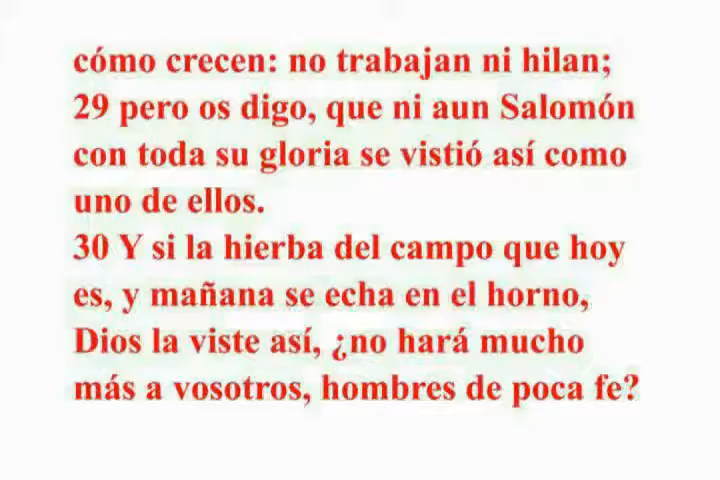 cómo crecen: no trabajan ni hilan;
29 pero os digo, que ni aun Salomón
con toda su gloria se vistió así como
uno de ellos.
30 Y si la hierba del campo que hoy
es, y mañana se echa en el horno,
Dios la viste así, ¿no hará mucho
más a vosotros, hombres de poca fe?